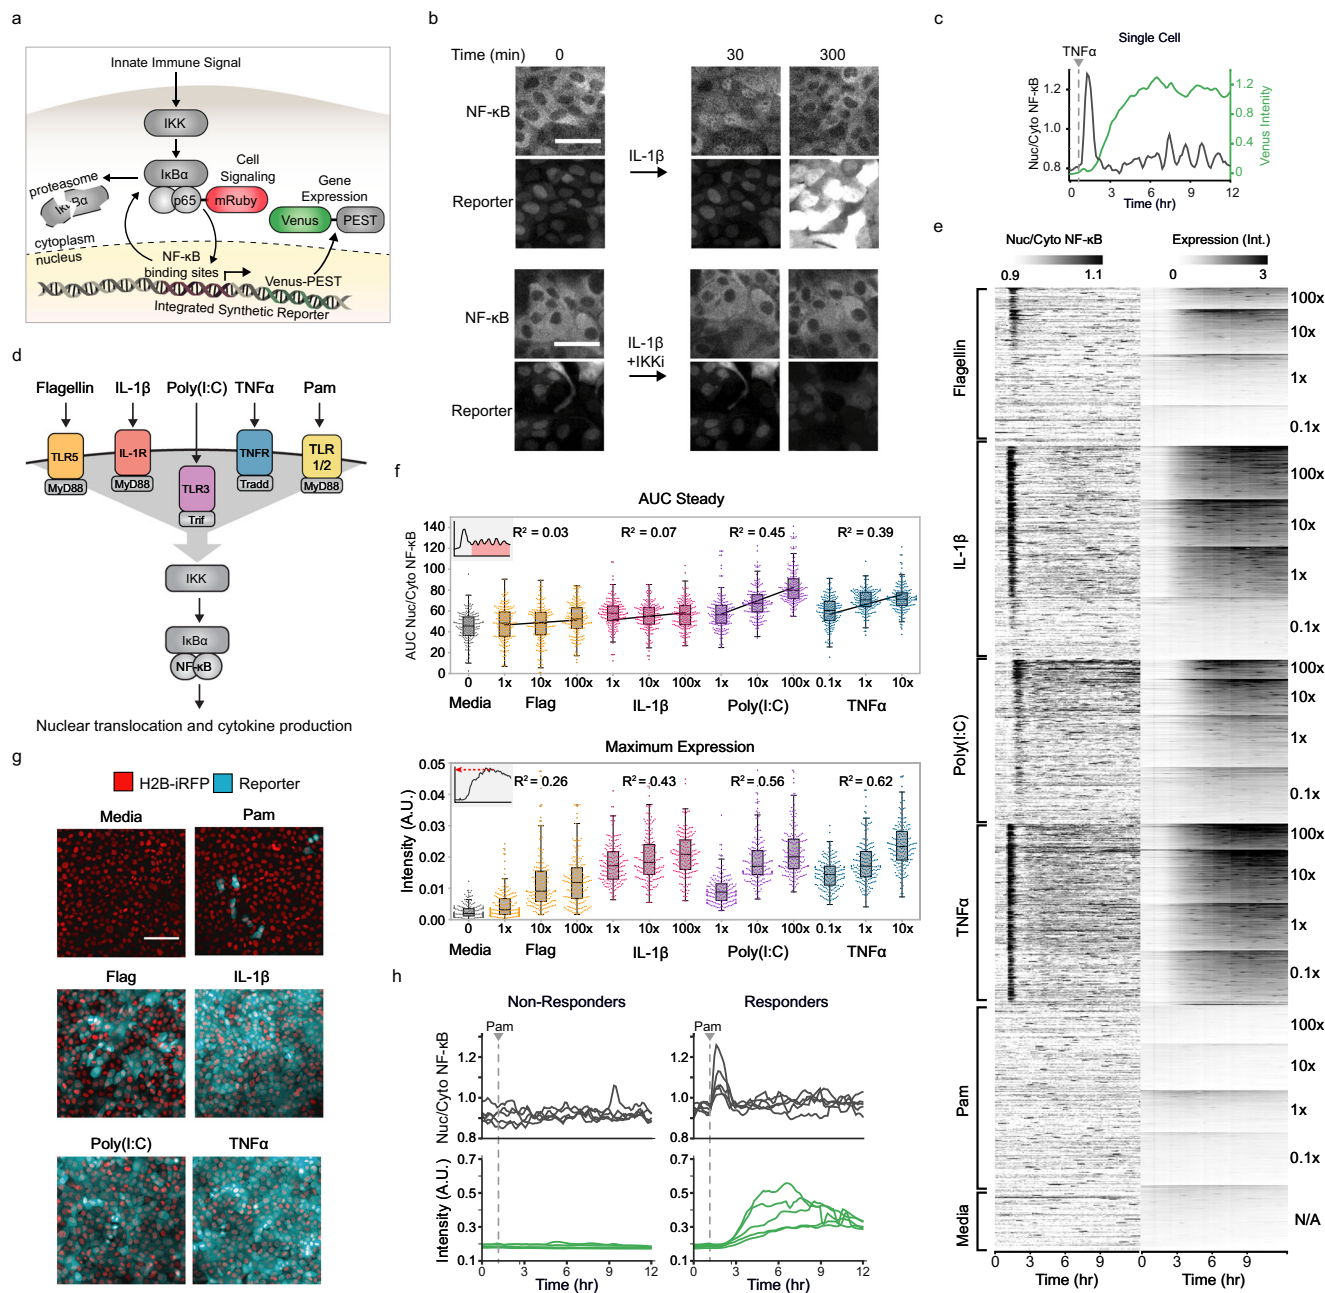 a
Innate Immune Signal
IKK
IκBα
p65
mRuby
Cell
Signaling
proteasome
IκBα
Gene
Expression
Venus
PEST
cytoplasm
nucleus
NF-κB
binding sites
Venus-PEST
Integrated Synthetic Reporter
b
Time (min)
0
30
300
NF-κB
Reporter
IL-1β
NF-κB
Reporter
IL-1β
+IKKi
c
Single Cell
TNFα
Nuc/Cyto NF-κB
1.2
1.0
0.8
1.2
0.8
0.4
0
Venus Intenity
0 3 6 9 12
Time (hr)
d
Flagellin IL-1β Poly(I:C) TNFα Pam
TLR5
MyD88
IL-1R
MyD88
TLR3
Trif
TNFR
Tradd
TLR
1/2
MyD88
IKK
IκBα
NF-κB
Nuclear translocation and cytokine production
e
Nuc/Cyto NF-κB
0.9 1.1
Expression (Int.)
0 3
Flagellin
100x
10x
1x
0.1x
IL-1β
100x
10x
1x
0.1x
Poly(I:C)
100x
10x
1x
0.1x
TNFα
100x
10x
1x
0.1x
Pam
100x
10x
1x
0.1x
Media
N/A
0 3 6 9
Time (hr)
0 3 6 9
Time (hr)
f
AUC Steady
AUC Nuc/Cyto NF-κB
140
120
100
80
60
40
20
0
R² = 0.03
R² = 0.07
R² = 0.45
R² = 0.39
0 1x 10x 100x 1x 10x 100x 1x 10x 100x 0.1x 1x 10x
Media Flag IL-1β Poly(I:C) TNFα
Maximum Expression
Intensity (A.U.)
0.05
0.04
0.03
0.02
0.01
0.00
R² = 0.26
R² = 0.43
R² = 0.56
R² = 0.62
0 1x 10x 100x 1x 10x 100x 1x 10x 100x 0.1x 1x 10x
Media Flag IL-1β Poly(I:C) TNFα
g
H2B-iRFP Reporter
Media Pam
Flag IL-1β
Poly(I:C) TNFα
h
Non-Responders Responders
Pam
Pam
Nuc/Cyto NF-κB
1.2
1.0
0.8
1.2
1.0
0.8
Intensity (A.U.)
0.7
0.5
0.3
0.1
0.7
0.5
0.3
0.1
0 3 6 9 12
Time (hr)
0 3 6 9 12
Time (hr)